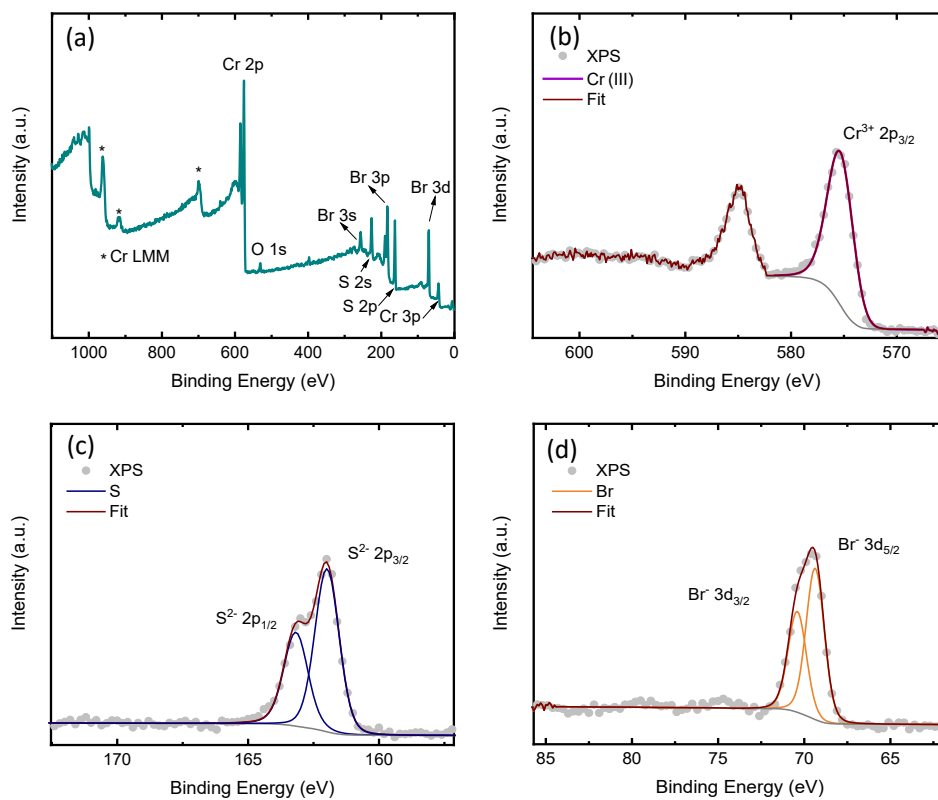 (a)
Cr 2p
*
*
*
* Cr LMM
O 1s
Br 3s
S 2s
Br 3p
S 2p
Br 3d
Cr 3p
Intensity (a.u.)
1000 800 600 400 200 0
Binding Energy (eV)
(b)
XPS
Cr (III)
Fit
Cr³⁺ 2p₃/₂
Intensity (a.u.)
600 590 580 570
Binding Energy (eV)
(c)
XPS
S
Fit
S²⁻ 2p₃/₂
S²⁻ 2p₁/₂
Intensity (a.u.)
170 165 160
Binding Energy (eV)
(d)
XPS
Br
Fit
Br⁻ 3d₅/₂
Br⁻ 3d₃/₂
Intensity (a.u.)
85 80 75 70 65
Binding Energy (eV)